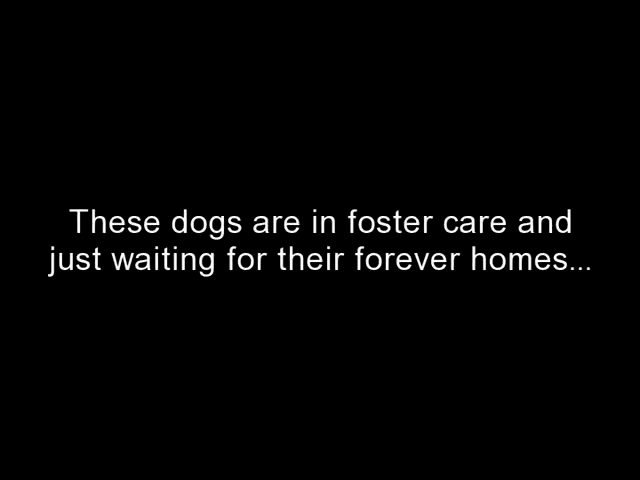 These dogs are in foster care and
just waiting for their forever homes...